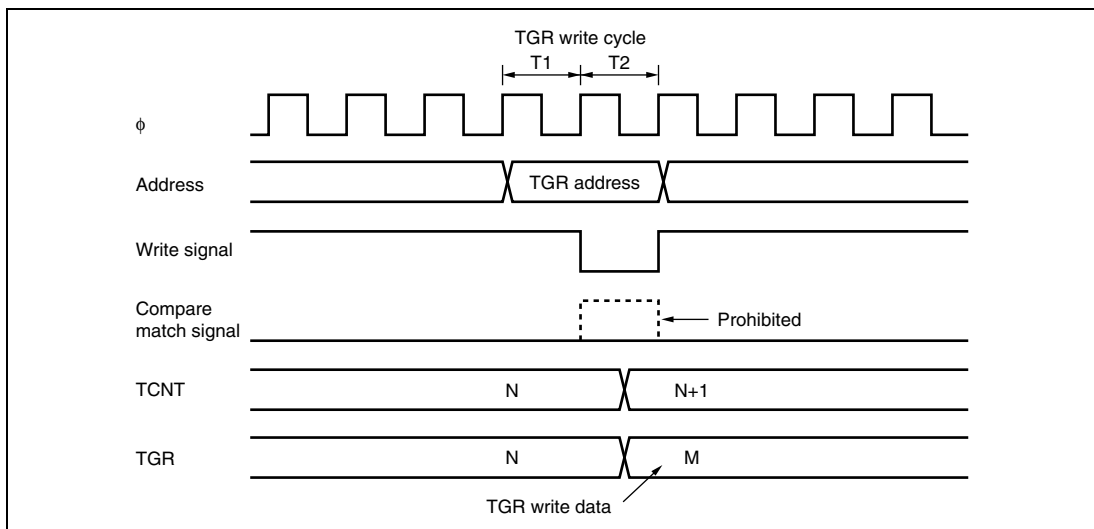 TGR write cycle
T1 T2
ϕ
Address TGR address
Write signal
Compare
match signal Prohibited
TCNT N N+1
TGR N M
TGR write data